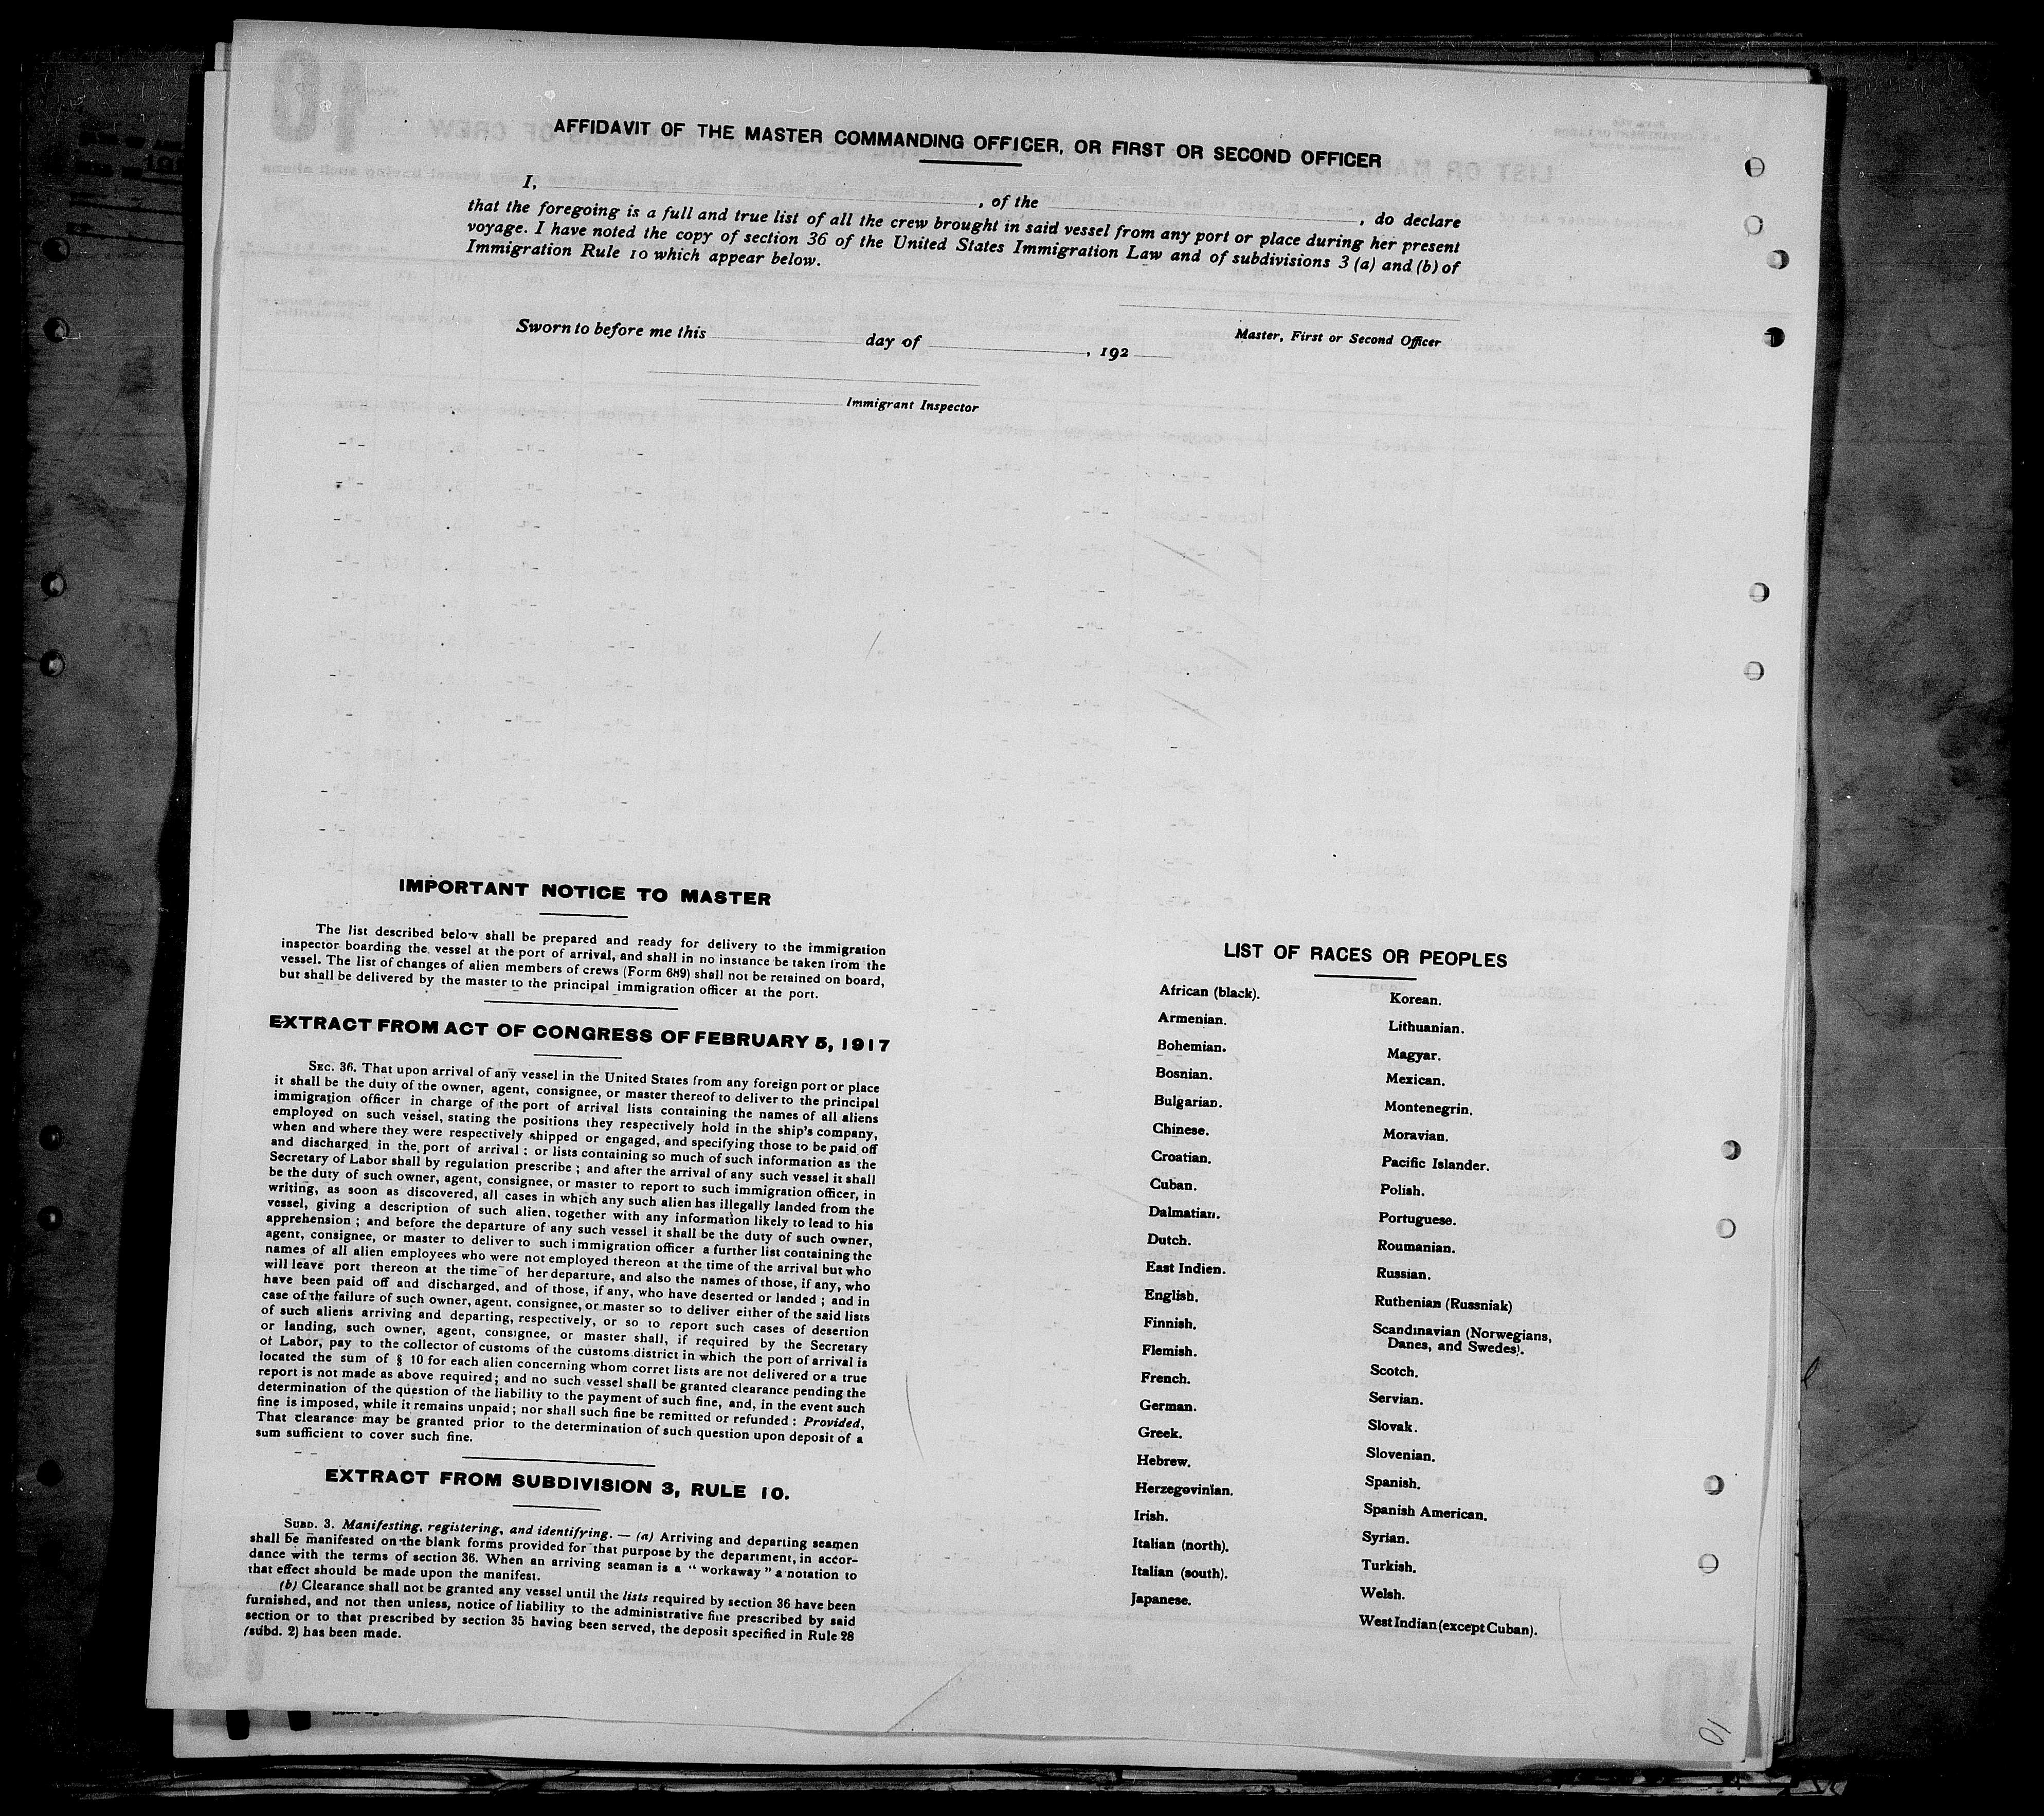 AFFIDAVIT OF THE MASTER COMMANDING OFFICER, OR FIRST OR SECOND OFFICER
I, , of the , do declare
that the foregoing is a full and true list of all the crew brought in said vessel from any port or place during her present
voyage. I have noted the copy of section 36 of the United States Immigration Law and of subdivisions 3 (a) and (b) of
Immigration Rule 10 which appear below.
Sworn to before me this day of , 192
Master, First or Second Officer
Immigrant Inspector
IMPORTANT NOTICE TO MASTER
The list described below shall be prepared and ready for delivery to the immigration
inspector boarding the vessel at the port of arrival, and shall in no instance be taken from the
vessel. The list of changes of alien members of crews (Form 689) shall not be retained on board,
but shall be delivered by the master to the principal immigration officer at the port.
EXTRACT FROM ACT OF CONGRESS OF FEBRUARY 5, 1917
SEC. 36. That upon arrival of any vessel in the United States from any foreign port or place
it shall be the duty of the owner, agent, consignee, or master thereof to deliver to the principal
immigration officer in charge of the port of arrival lists containing the names of all aliens
employed on such vessel, stating the positions they respectively hold in the ship's company,
when and where they were respectively shipped or engaged, and specifying those to be paid off
and discharged in the port of arrival ; or lists containing so much of such information as the
Secretary of Labor shall by regulation prescribe ; and after the arrival of any such vessel it shall
be the duty of such owner, agent, consignee, or master to report to such immigration officer, in
writing, as soon as discovered, all cases in which any such alien has illegally landed from the
vessel, giving a description of such alien, together with any information likely to lead to his
apprehension ; and before the departure of any such vessel it shall be the duty of such owner,
agent, consignee, or master to deliver to such immigration officer a further list containing the
names of all alien employees who were not employed thereon at the time of the arrival but who
will leave port thereon at the time of her departure, and also the names of those, if any, who
have been paid off and discharged, and of those, if any, who have deserted or landed ; and in
case of the failure of such owner, agent, consignee, or master so to deliver either of the said lists
of such aliens arriving and departing, respectively, or so to report such cases of desertion
or landing, such owner, agent, consignee, or master shall, if required by the Secretary
of Labor, pay to the collector of customs of the customs district in which the port of arrival is
located the sum of § 10 for each alien concerning whom corret lists are not delivered or a true
report is not made as above required ; and no such vessel shall be granted clearance pending the
determination of the question of the liability to the payment of such fine, and, in the event such
fine is imposed, while it remains unpaid ; nor shall such fine be remitted or refunded : Provided,
That clearance may be granted prior to the determination of such question upon deposit of a
sum sufficient to cover such fine.
EXTRACT FROM SUBDIVISION 3, RULE 10.
SUBD. 3. Manifesting, registering, and identifying. — (a) Arriving and departing seamen
shall be manifested on the blank forms provided for that purpose by the department, in accor-
dance with the terms of section 36. When an arriving seaman is a " workaway " a notation to
that effect should be made upon the manifest.
(b) Clearance shall not be granted any vessel until the lists required by section 36 have been
furnished, and not then unless, notice of liability to the administrative fine prescribed by said
section or to that prescribed by section 35 having been served, the deposit specified in Rule 28
(subd. 2) has been made.
LIST OF RACES OR PEOPLES
African (black).
Armenian.
Bohemian.
Bosnian.
Bulgarian.
Chinese.
Croatian.
Cuban.
Dalmatian.
Dutch.
East Indien.
English.
Finnish.
Flemish.
French.
German.
Greek.
Hebrew.
Herzegovinian.
Irish.
Italian (north).
Italian (south).
Japanese.
Korean.
Lithuanian.
Magyar.
Mexican.
Montenegrin.
Moravian.
Pacific Islander.
Polish.
Portuguese.
Roumanian.
Russian.
Ruthenian (Russniak)
Scandinavian (Norwegians,
Danes, and Swedes).
Scotch.
Servian.
Slovak.
Slovenian.
Spanish.
Spanish American.
Syrian.
Turkish.
Welsh.
West Indian (except Cuban).
10